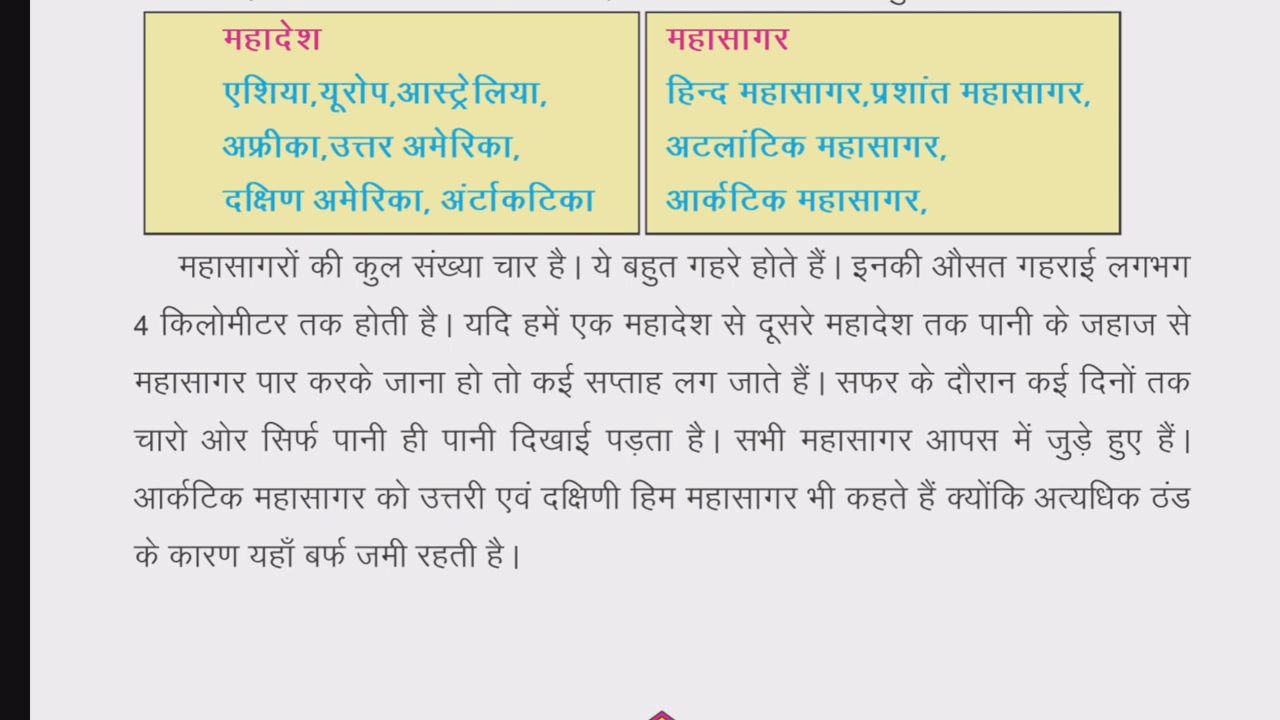 महादेश
एशिया,यूरोप,आस्ट्रेलिया,
अफ्रीका,उत्तर अमेरिका,
दक्षिण अमेरिका, अंर्टाकटिका
महासागर
हिन्द महासागर,प्रशांत महासागर,
अटलांटिक महासागर,
आर्कटिक महासागर,
महासागरों की कुल संख्या चार है। ये बहुत गहरे होते हैं। इनकी औसत गहराई लगभग
4 किलोमीटर तक होती है। यदि हमें एक महादेश से दूसरे महादेश तक पानी के जहाज से
महासागर पार करके जाना हो तो कई सप्ताह लग जाते हैं। सफर के दौरान कई दिनों तक
चारो ओर सिर्फ पानी ही पानी दिखाई पड़ता है। सभी महासागर आपस में जुड़े हुए हैं।
आर्कटिक महासागर को उत्तरी एवं दक्षिणी हिम महासागर भी कहते हैं क्योंकि अत्यधिक ठंड
के कारण यहाँ बर्फ जमी रहती है।